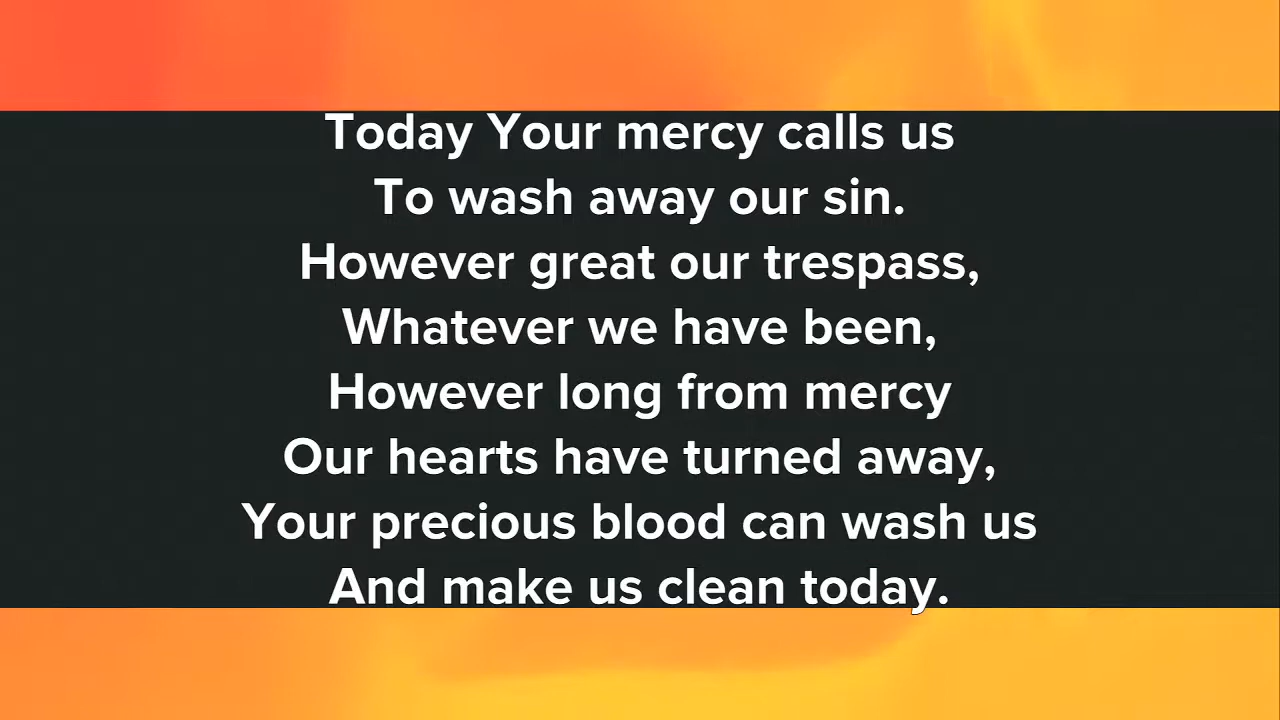 Today Your mercy calls us
To wash away our sin.
However great our trespass,
Whatever we have been,
However long from mercy
Our hearts have turned away,
Your precious blood can wash us
And make us clean today.